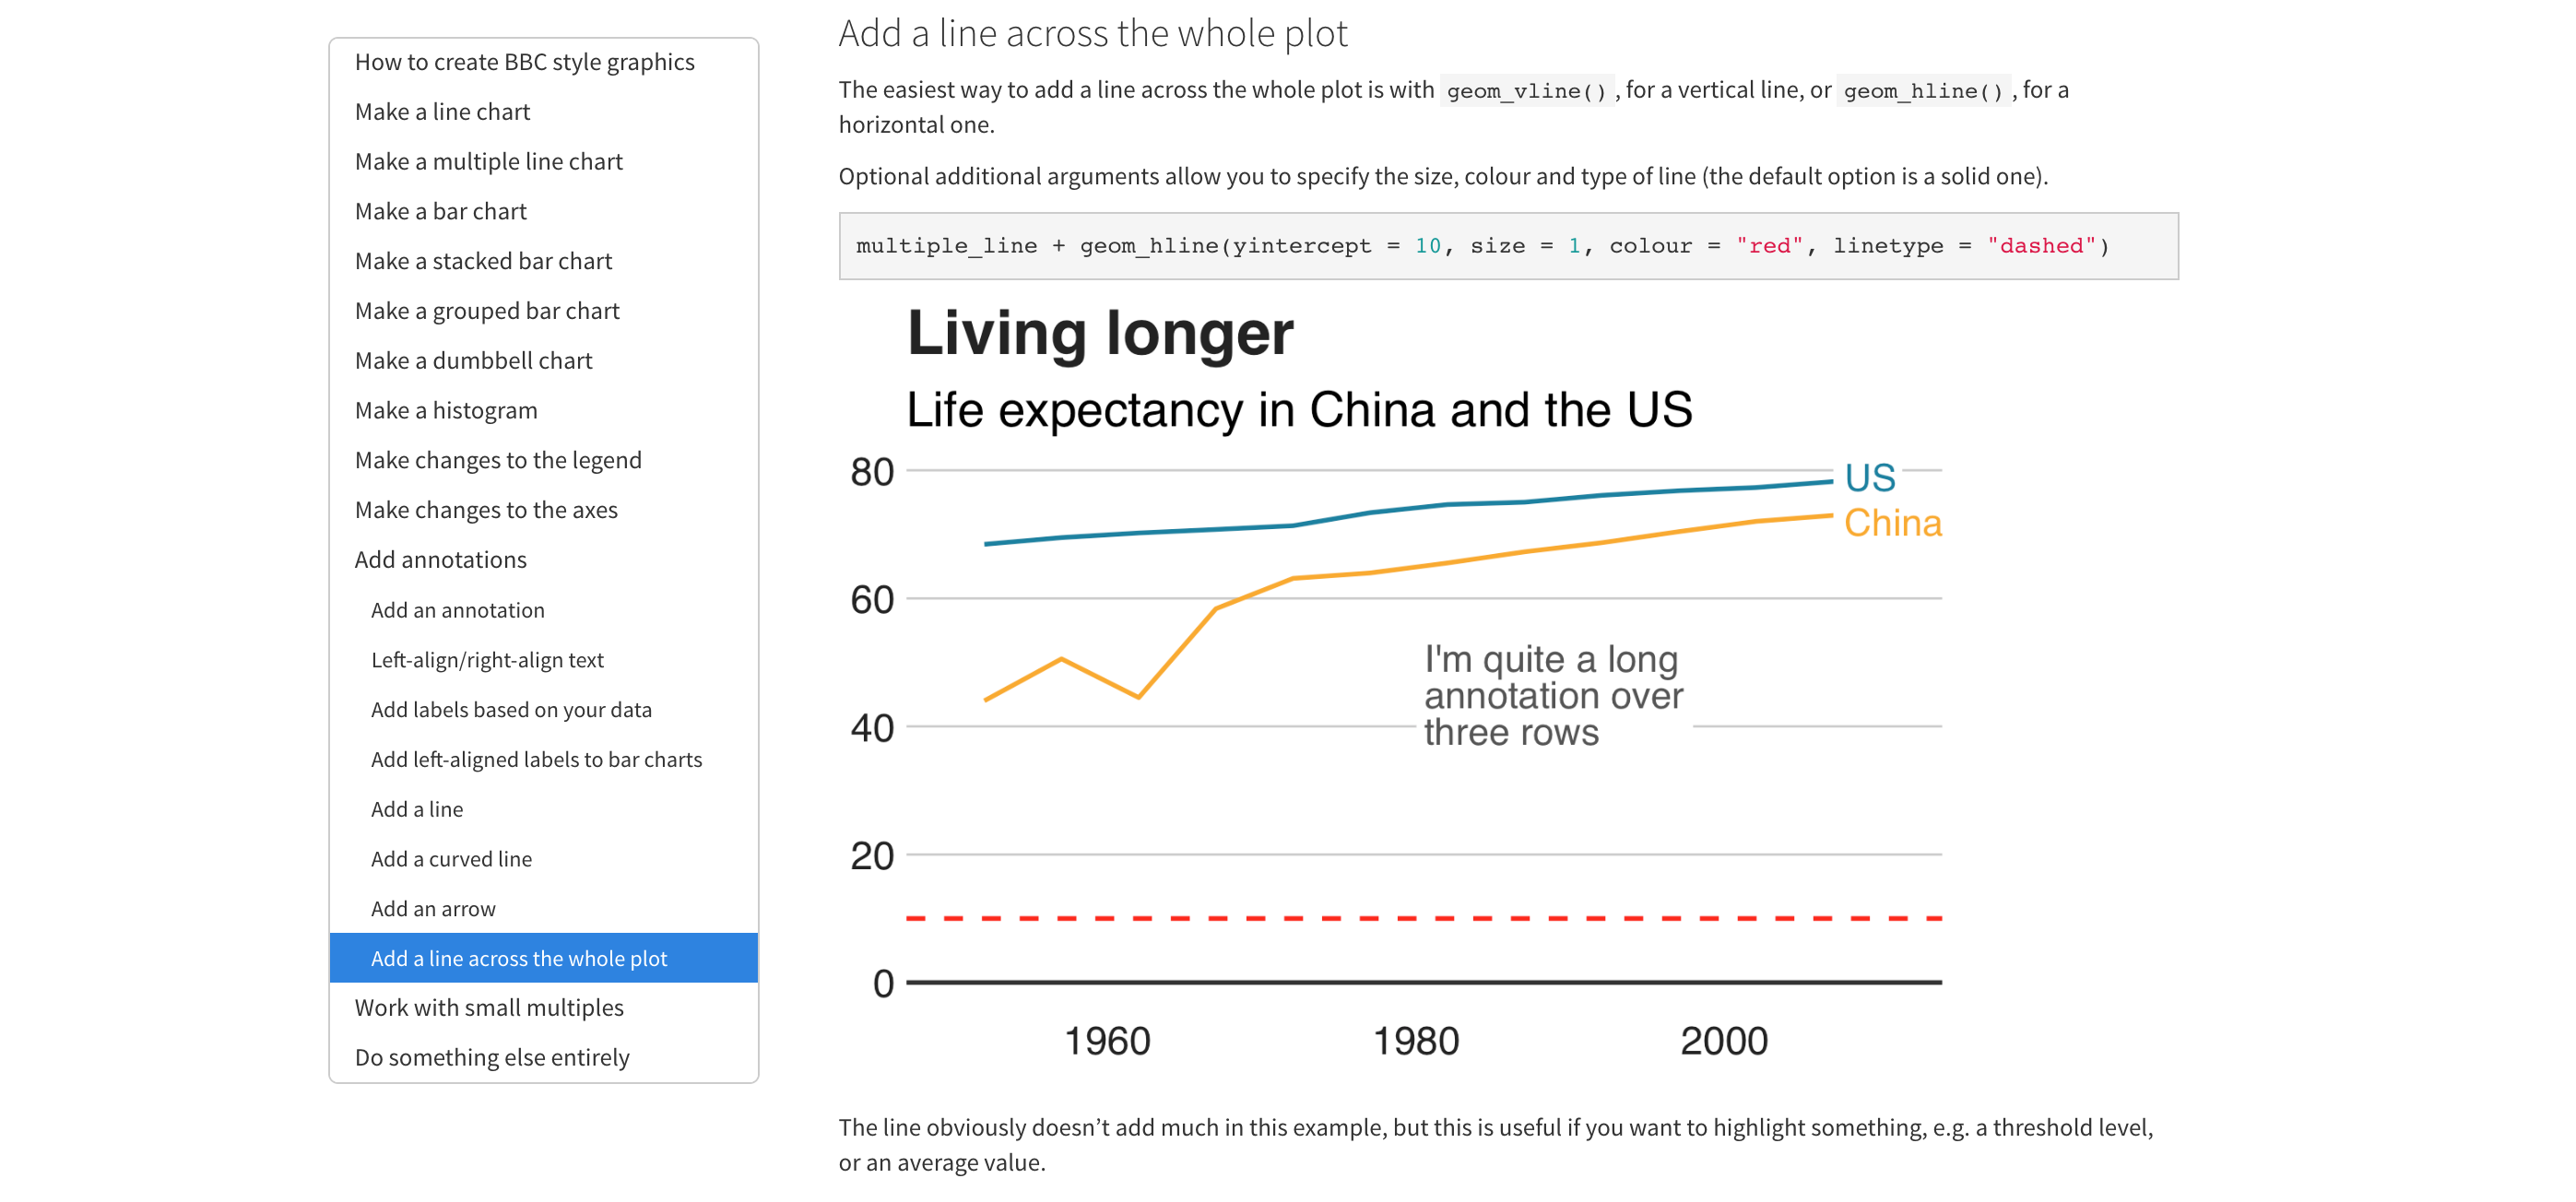 How to create BBC style graphics
Make a line chart
Make a multiple line chart
Make a bar chart
Make a stacked bar chart
Make a grouped bar chart
Make a dumbbell chart
Make a histogram
Make changes to the legend
Make changes to the axes
Add annotations
Add an annotation
Left-align/right-align text
Add labels based on your data
Add left-aligned labels to bar charts
Add a line
Add a curved line
Add an arrow
Add a line across the whole plot
Work with small multiples
Do something else entirely
Add a line across the whole plot
The easiest way to add a line across the whole plot is with geom_vline(), for a vertical line, or geom_hline(), for a
horizontal one.
Optional additional arguments allow you to specify the size, colour and type of line (the default option is a solid one).
multiple_line + geom_hline(yintercept = 10, size = 1, colour = "red", linetype = "dashed")
Living longer
Life expectancy in China and the US
80
US
China
60
I'm quite a long
annotation over
three rows
40
20
0
1960 1980 2000
The line obviously doesn’t add much in this example, but this is useful if you want to highlight something, e.g. a threshold level,
or an average value.